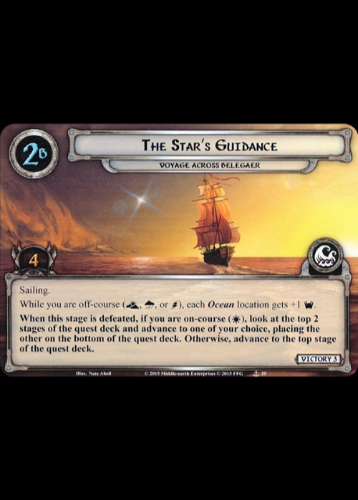 2B
THE STAR'S GUIDANCE
VOYAGE ACROSS BELEGAER
4
Sailing.
While you are off-course (, , or ), each Ocean location gets +1 .
When this stage is defeated, if you are on-course (), look at the top 2
stages of the quest deck and advance to one of your choice, placing the
other on the bottom of the quest deck. Otherwise, advance to the top stage
of the quest deck.
VICTORY 3
Illus. Nate Abell © 2015 Middle-earth Enterprises © 2015 FFG